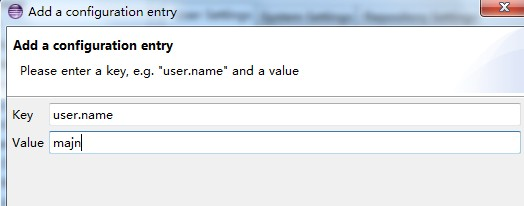 Add a configuration entry
Add a configuration entry
Please enter a key, e.g. "user.name" and a value
Key user.name
Value majn